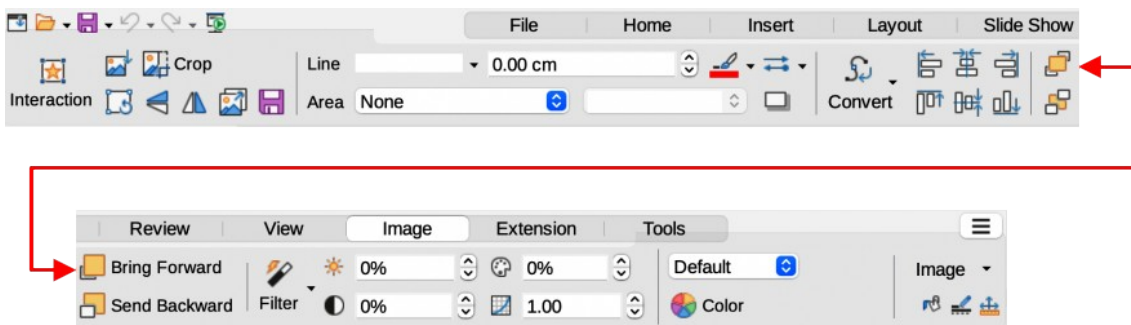 File Home Insert Layout Slide Show
Crop Line 0.00 cm
Interaction Area None Convert
Review View Image Extension Tools
Bring Forward 0% 0% Default Image
Send Backward Filter 0% 1.00 Color